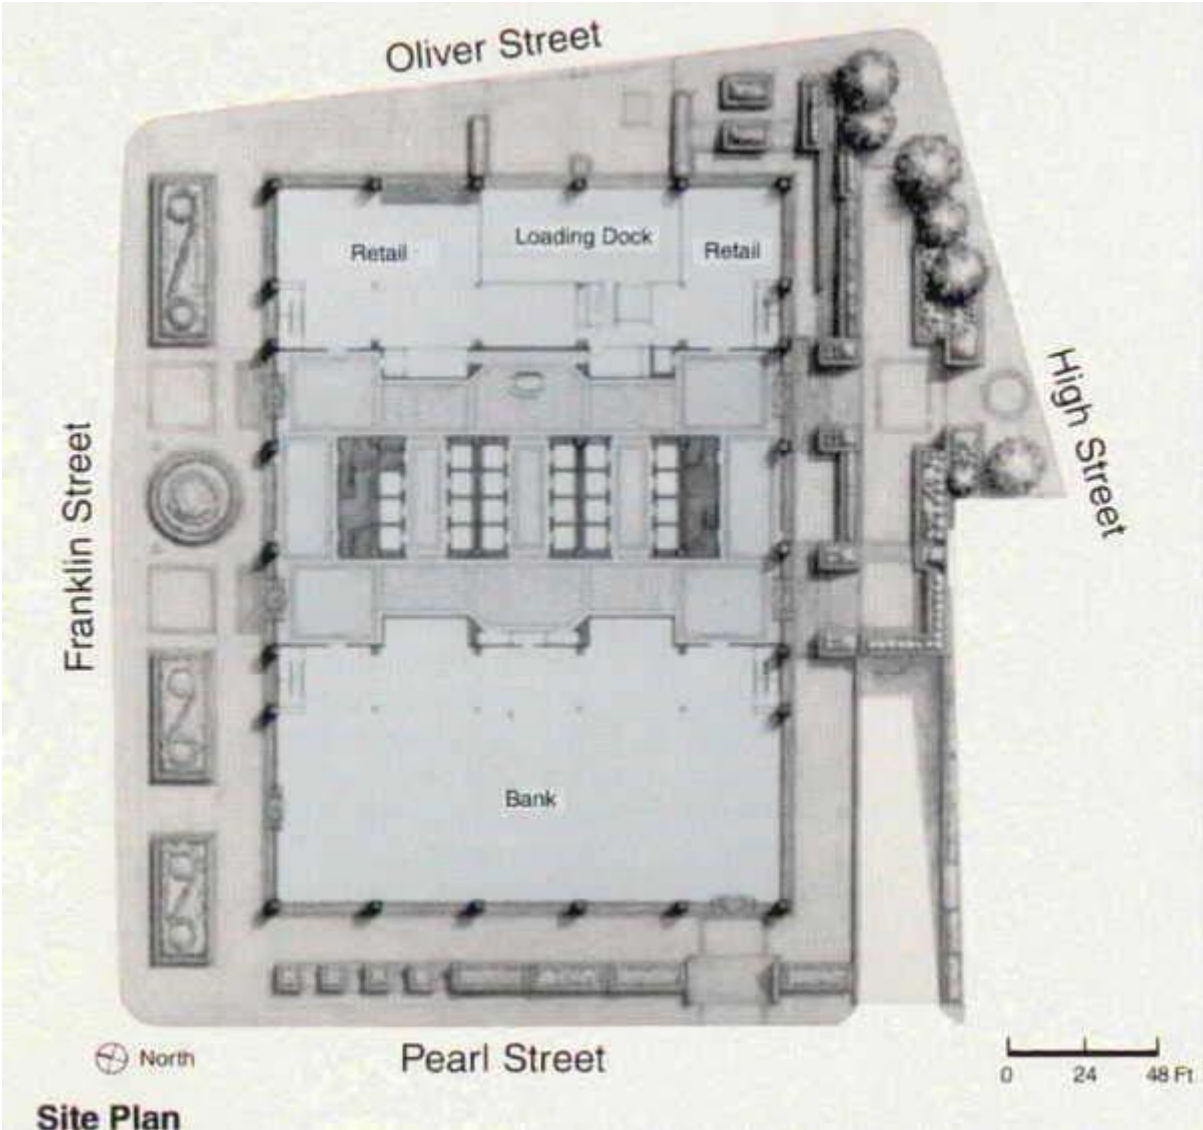 Oliver Street
Retail
Loading Dock
Retail
High Street
Franklin Street
Bank
North
Pearl Street
0 24 48 Ft
Site Plan